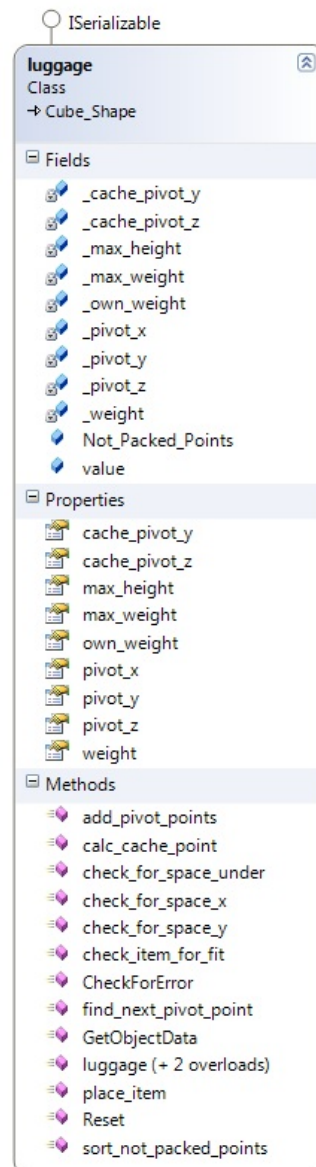 ISerializable
luggage
Class
Cube_Shape
Fields
_cache_pivot_y
_cache_pivot_z
_max_height
_max_weight
_own_weight
_pivot_x
_pivot_y
_pivot_z
_weight
Not_Packed_Points
value
Properties
cache_pivot_y
cache_pivot_z
max_height
max_weight
own_weight
pivot_x
pivot_y
pivot_z
weight
Methods
add_pivot_points
calc_cache_point
check_for_space_under
check_for_space_x
check_for_space_y
check_item_for_fit
CheckForError
find_next_pivot_point
GetObjectData
luggage (+ 2 overloads)
place_item
Reset
sort_not_packed_points